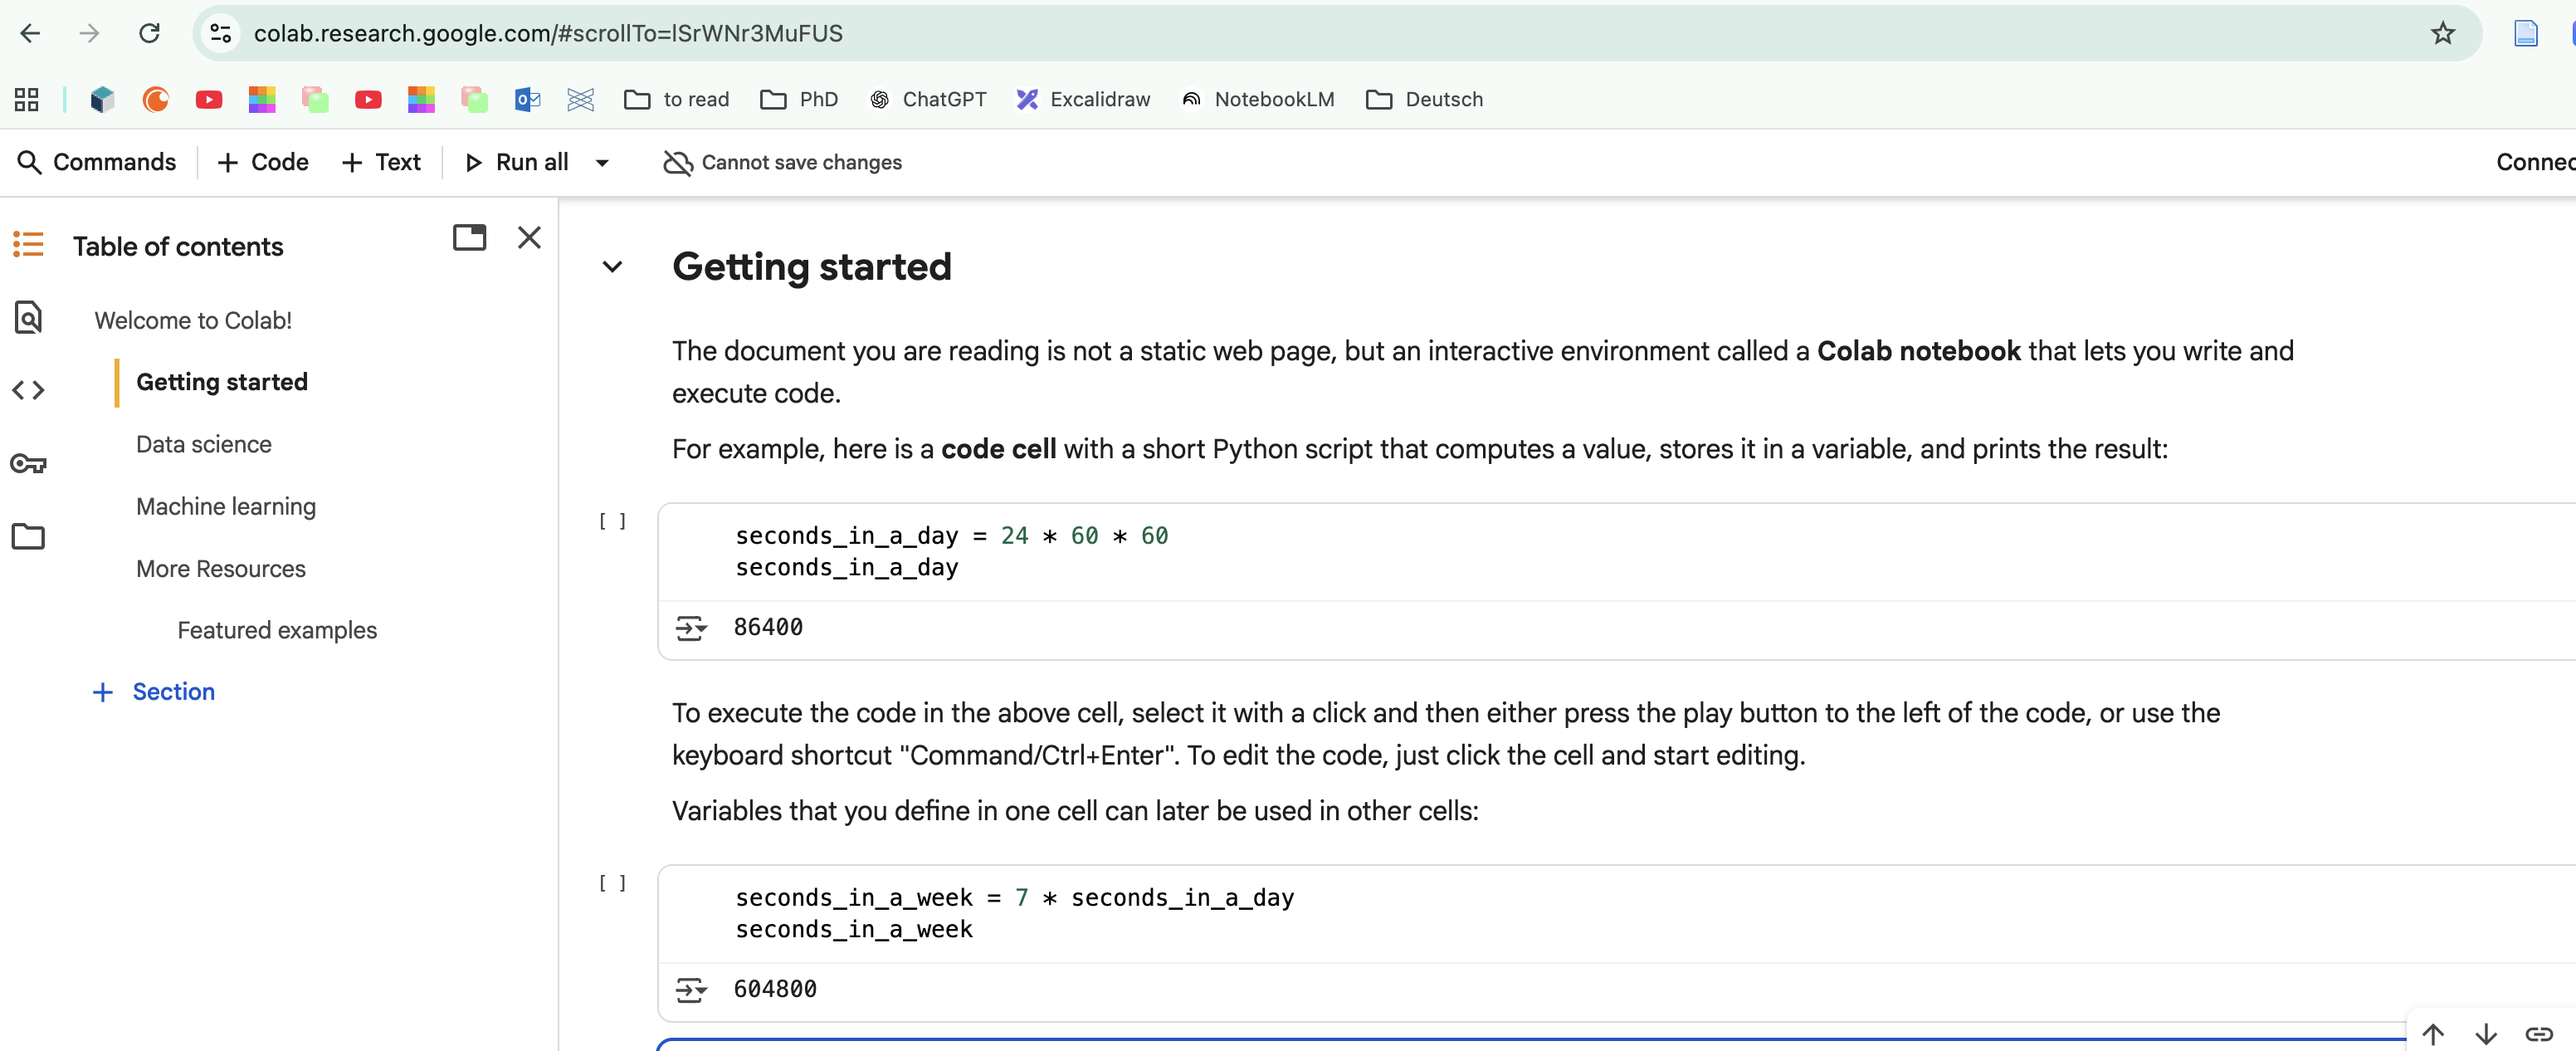 colab.research.google.com/#scrollTo=lSrWNr3MuFUS
to read PhD ChatGPT Excalidraw NotebookLM Deutsch
Commands + Code + Text Run all Cannot save changes
Table of contents
Welcome to Colab!
Getting started
Data science
Machine learning
More Resources
Featured examples
+ Section
Getting started
The document you are reading is not a static web page, but an interactive environment called a Colab notebook that lets you write and
execute code.
For example, here is a code cell with a short Python script that computes a value, stores it in a variable, and prints the result:
[ ]
seconds_in_a_day = 24 * 60 * 60
seconds_in_a_day
86400
To execute the code in the above cell, select it with a click and then either press the play button to the left of the code, or use the
keyboard shortcut "Command/Ctrl+Enter". To edit the code, just click the cell and start editing.
Variables that you define in one cell can later be used in other cells:
[ ]
seconds_in_a_week = 7 * seconds_in_a_day
seconds_in_a_week
604800